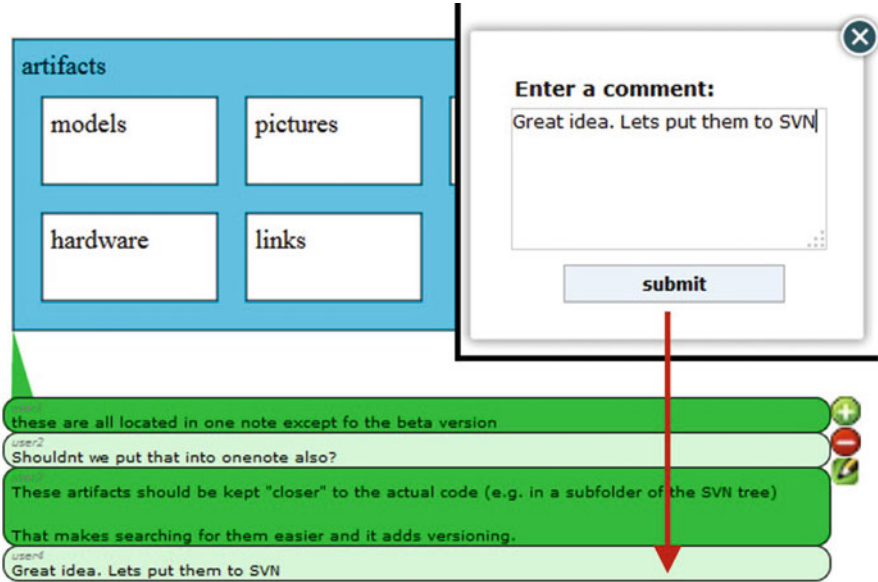 artifacts
models
pictures
hardware
links
Enter a comment:
Great idea. Lets put them to SVN
submit
user1
these are all located in one note except fo the beta version
user2
Shouldnt we put that into onenote also?
user3
These artifacts should be kept "closer" to the actual code (e.g. in a subfolder of the SVN tree)
That makes searching for them easier and it adds versioning.
user4
Great idea. Lets put them to SVN